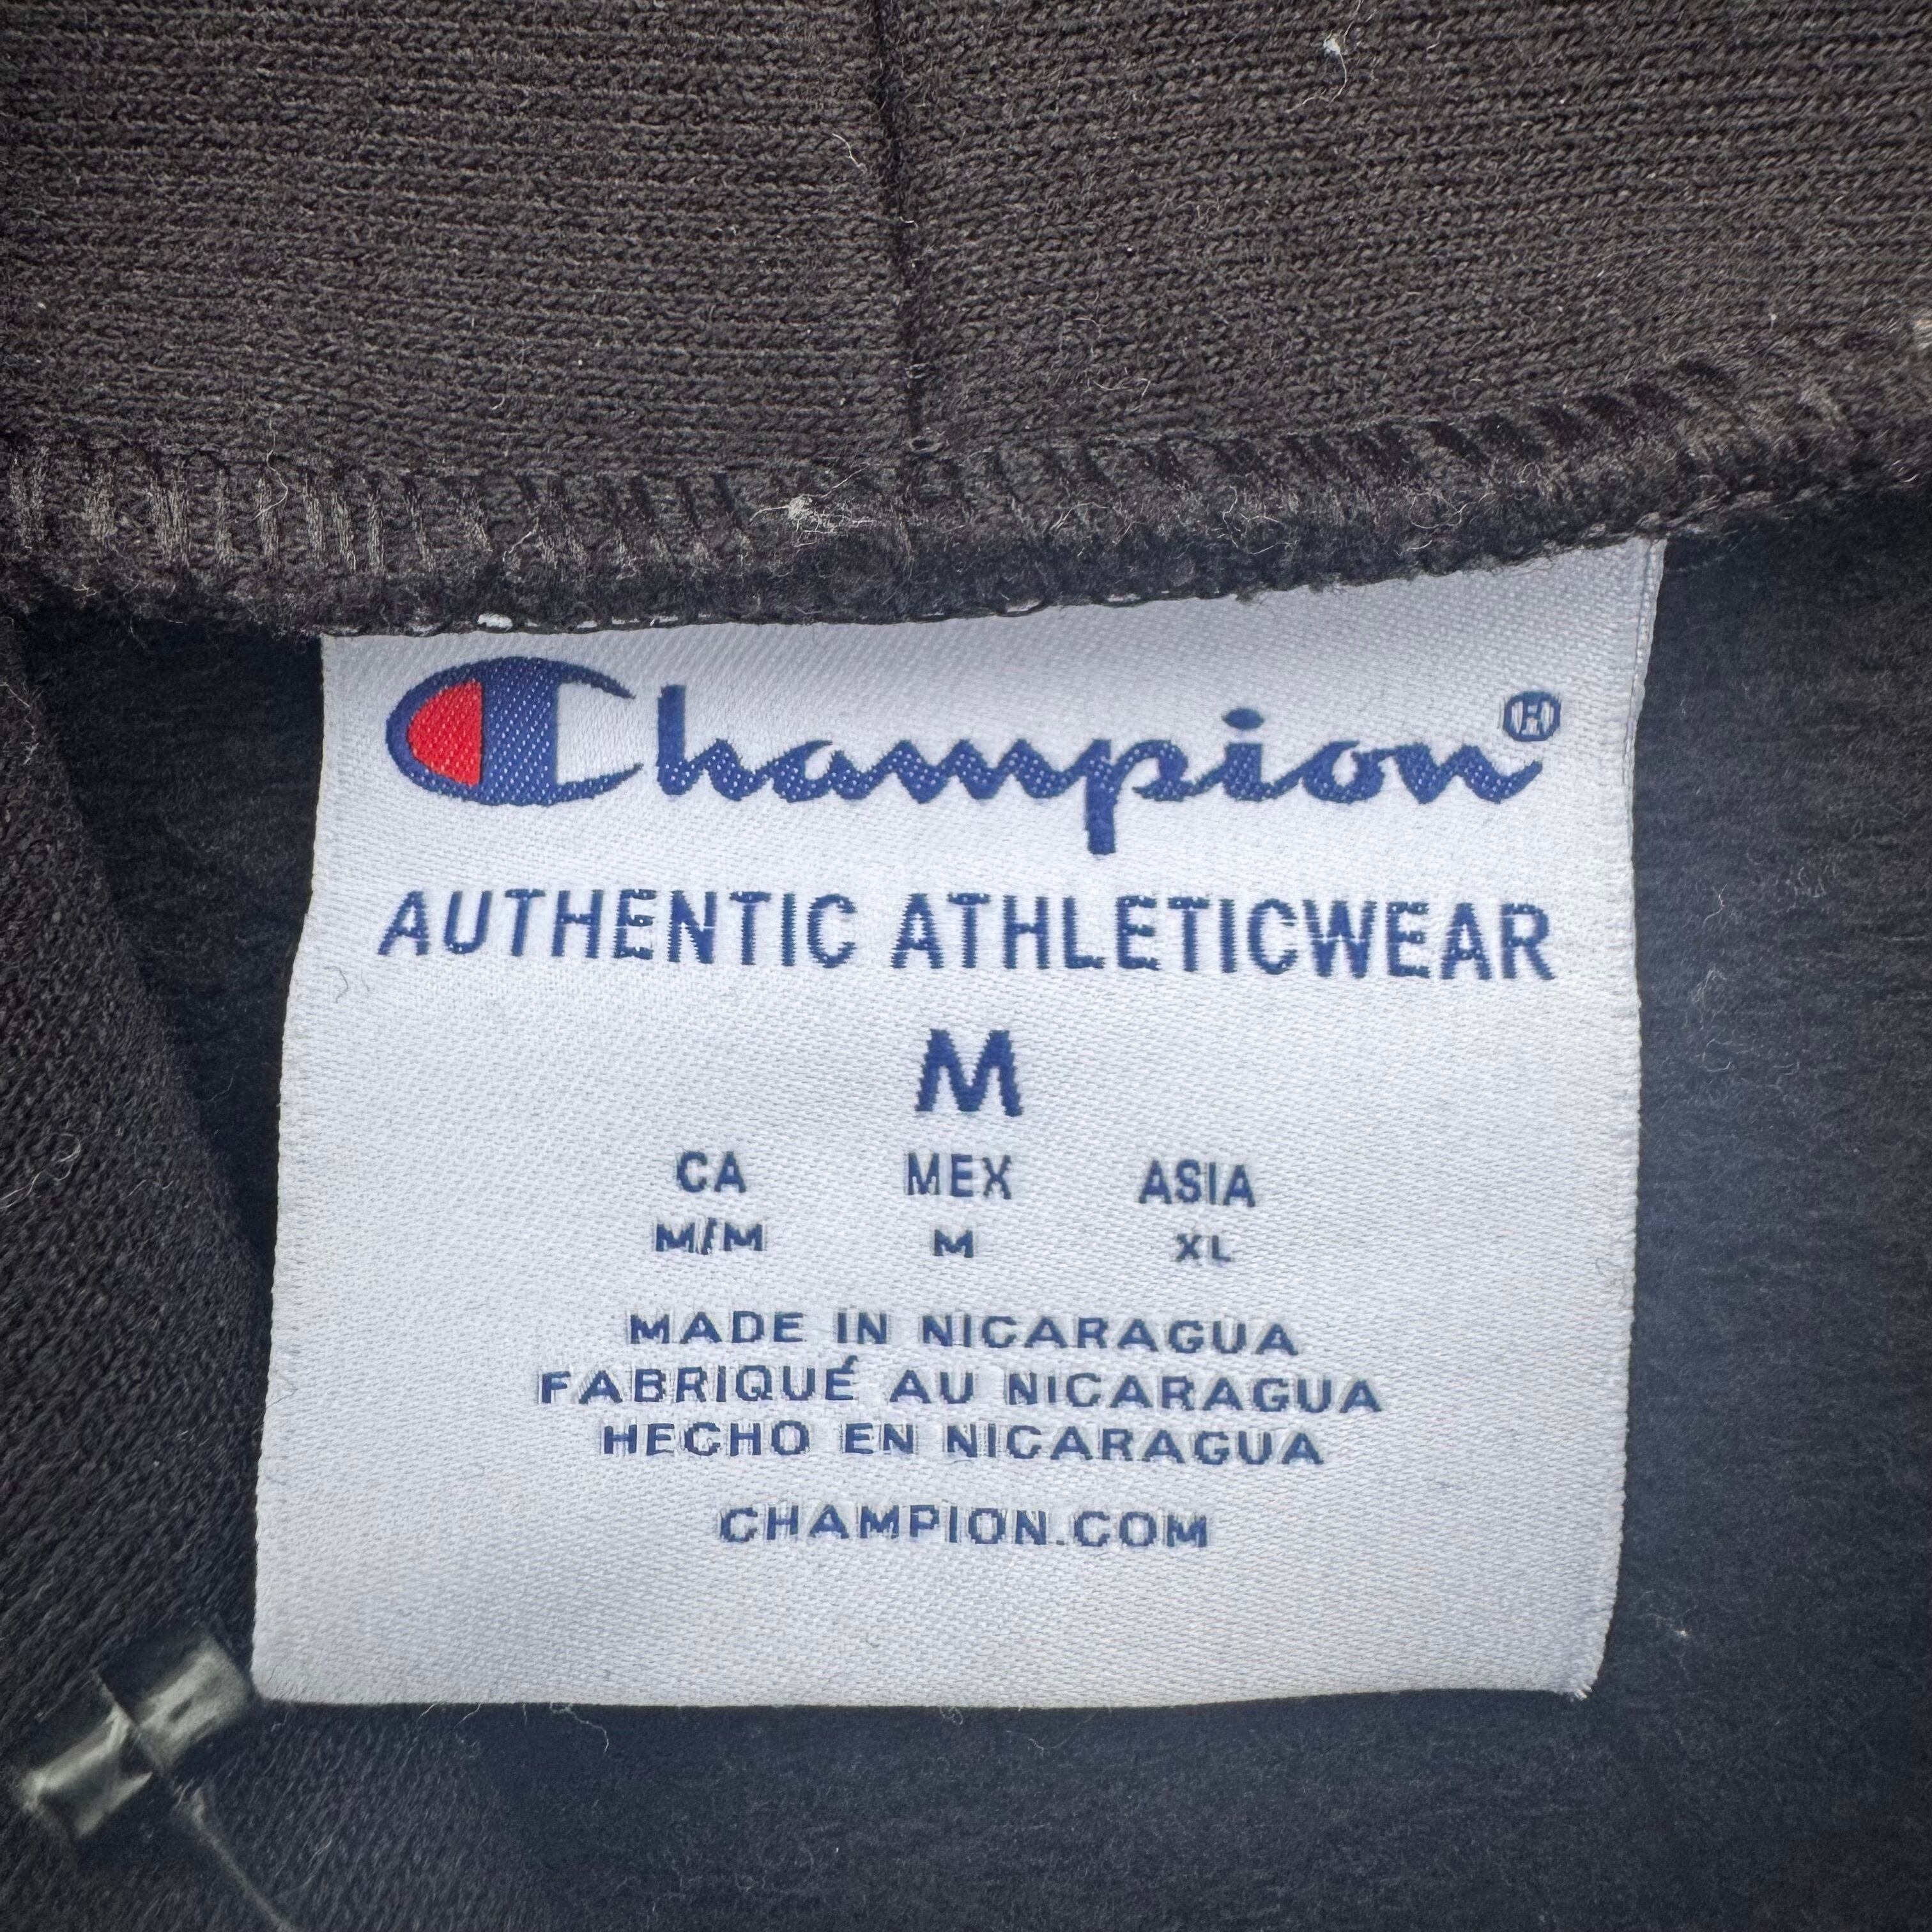 Champion®
AUTHENTIC ATHLETICWEAR
M
CA MEX ASIA
M/M M XL
MADE IN NICARAGUA
FABRIQUÉ AU NICARAGUA
HECHO EN NICARAGUA
CHAMPION.COM